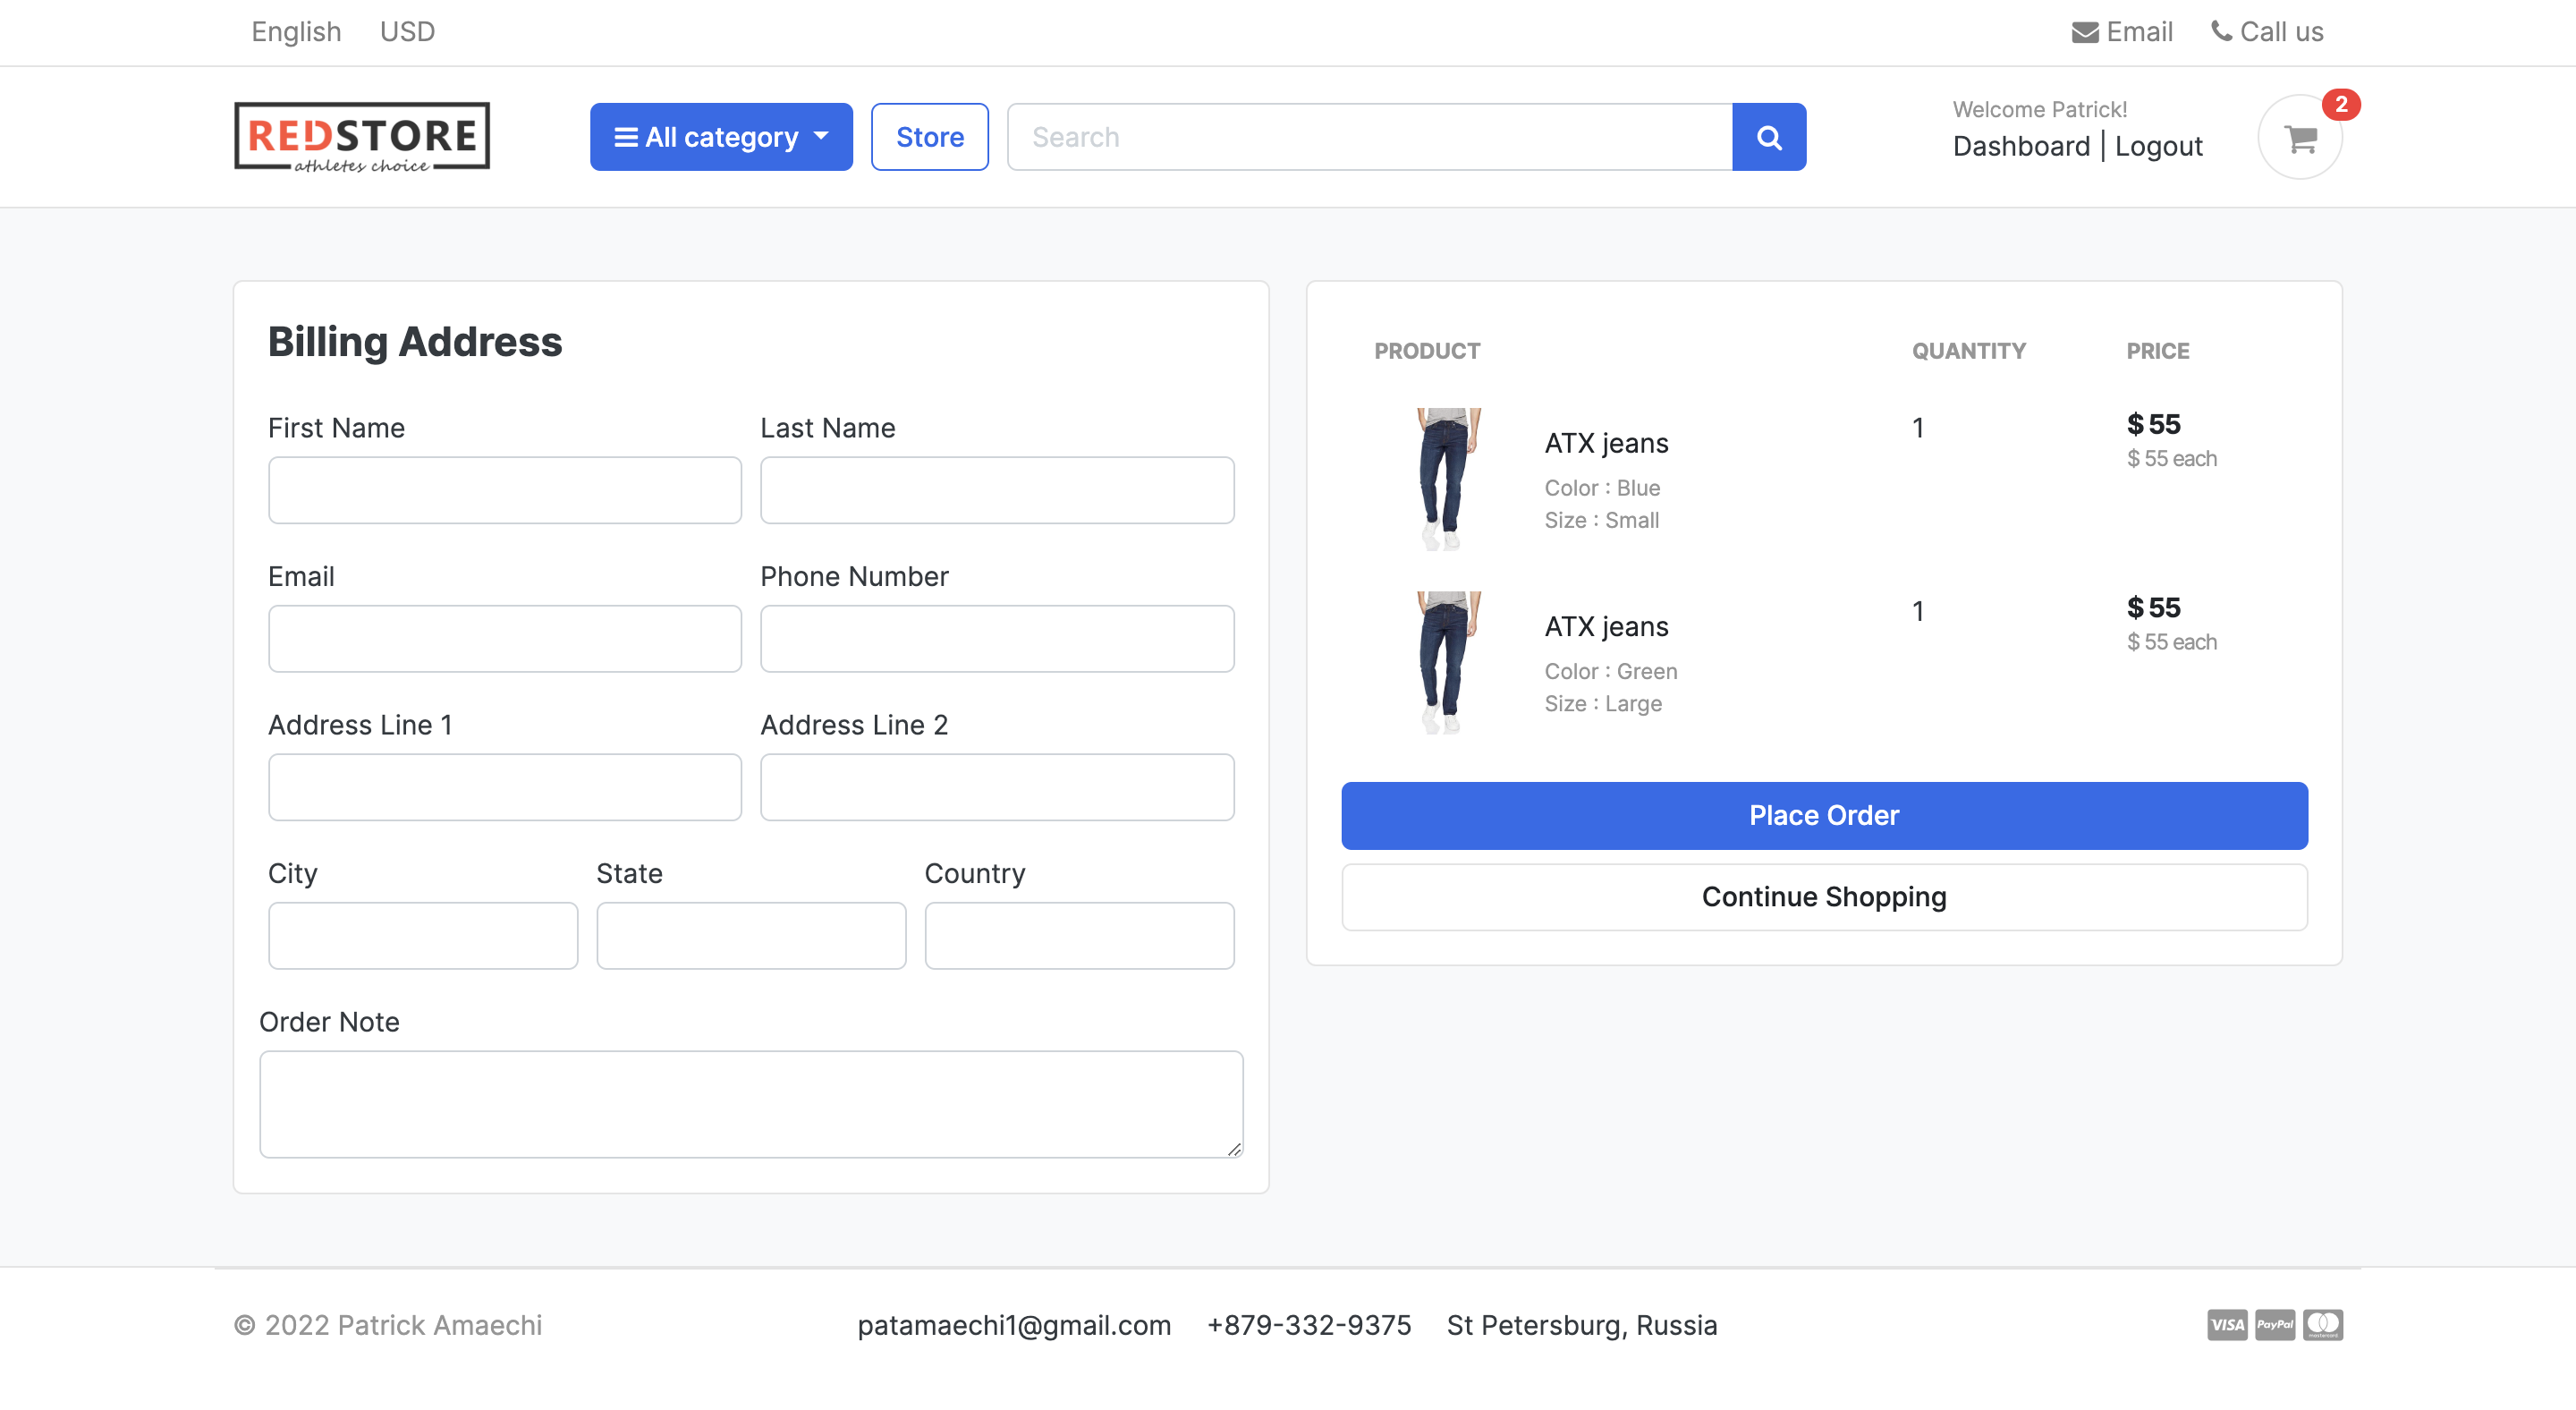 English USD Email Call us
REDSTORE
athletes choice
All category Store Search
Welcome Patrick!
Dashboard | Logout
2
Billing Address
First Name Last Name
Email Phone Number
Address Line 1 Address Line 2
City State Country
Order Note
PRODUCT QUANTITY PRICE
ATX jeans 1 $ 55
$ 55 each
Color : Blue
Size : Small
ATX jeans 1 $ 55
$ 55 each
Color : Green
Size : Large
Place Order
Continue Shopping
© 2022 Patrick Amaechi patamaechi1@gmail.com +879-332-9375 St Petersburg, Russia VISA PayPal mastercard